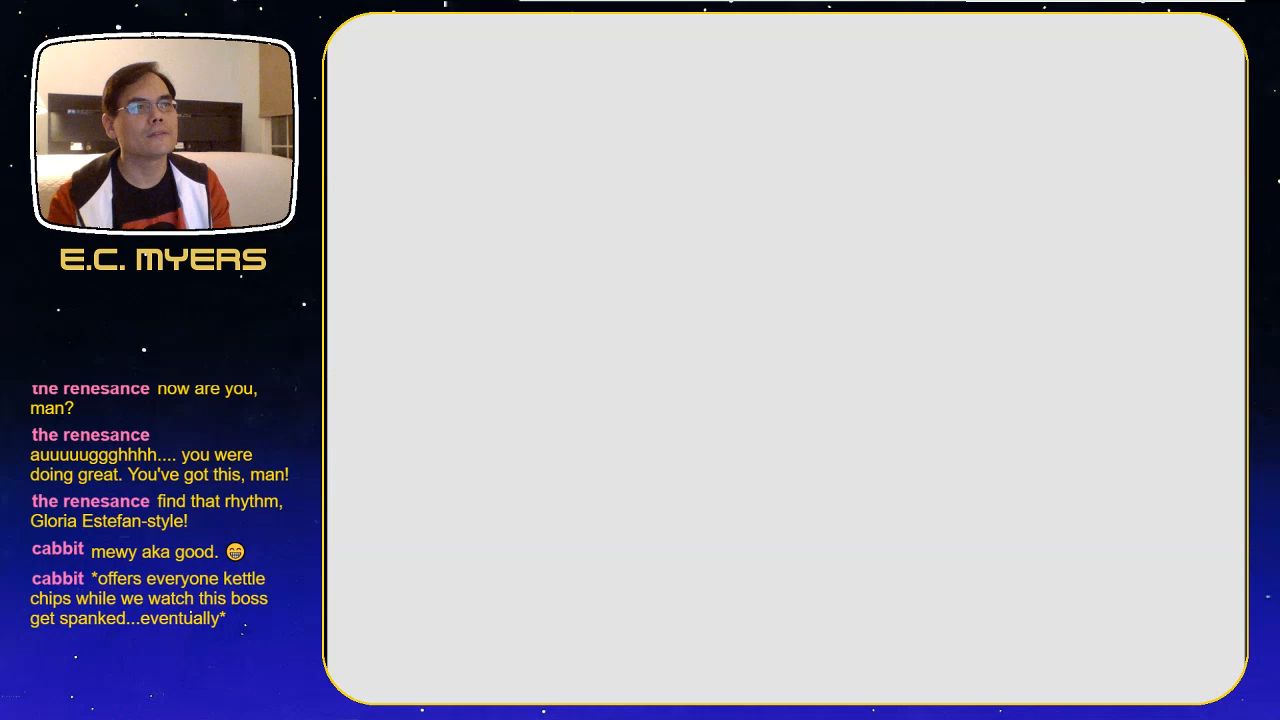 E.C. MYERS
the renesance now are you,
man?
the renesance
auuuuuggghhhh.... you were
doing great. You've got this, man!
the renesance find that rhythm,
Gloria Estefan-style!
cabbit mewy aka good. 😁
cabbit *offers everyone kettle
chips while we watch this boss
get spanked...eventually*